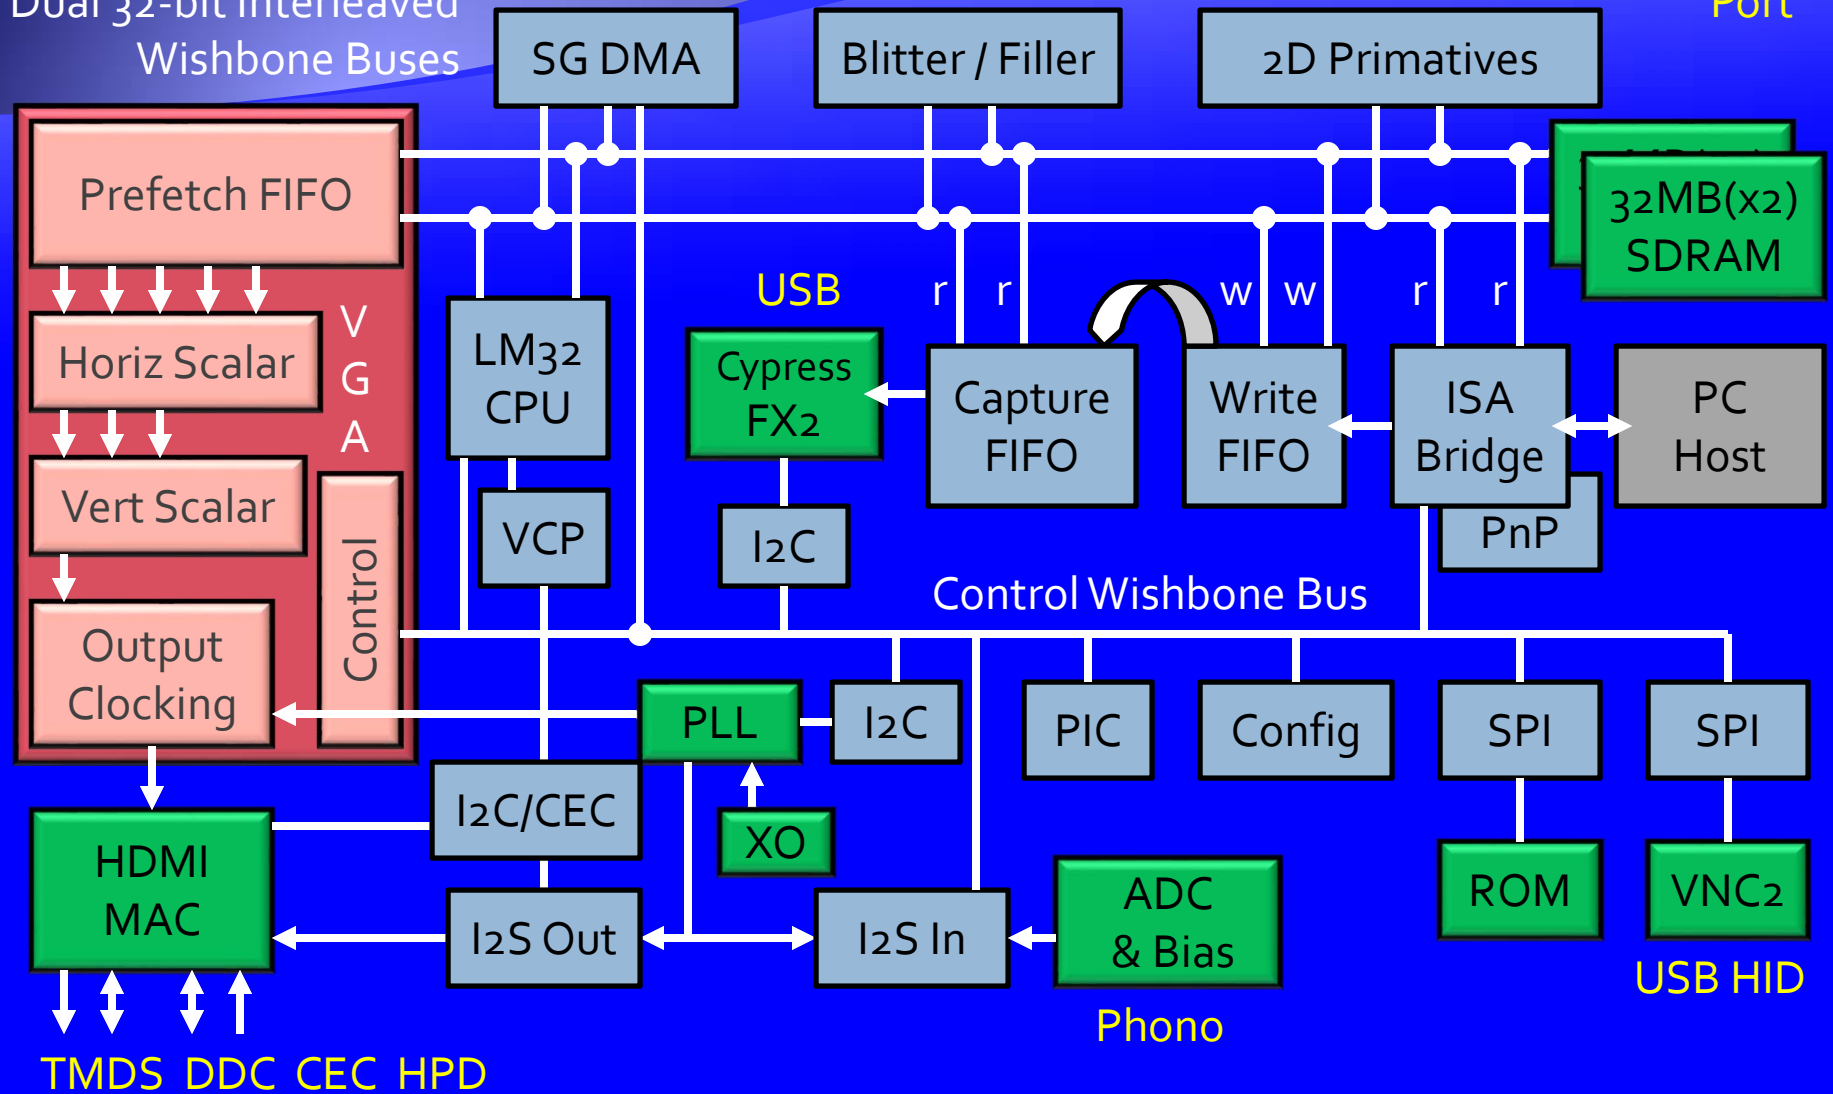 Dual 32-bit Interleaved
Wishbone Buses
Port
SG DMA
Blitter / Filler
2D Primatives
Prefetch FIFO
32MB(x2)
SDRAM
USB
r
r
w
w
r
r
V
G
A
Horiz Scalar
LM32
CPU
Cypress
FX2
Capture
FIFO
Write
FIFO
ISA
Bridge
PC
Host
Vert Scalar
VCP
I2C
PnP
Control
Control Wishbone Bus
Output
Clocking
PLL
I2C
PIC
Config
SPI
SPI
I2C/CEC
XO
HDMI
MAC
ADC
& Bias
ROM
VNC2
I2S Out
I2S In
USB HID
Phono
TMDS DDC CEC HPD